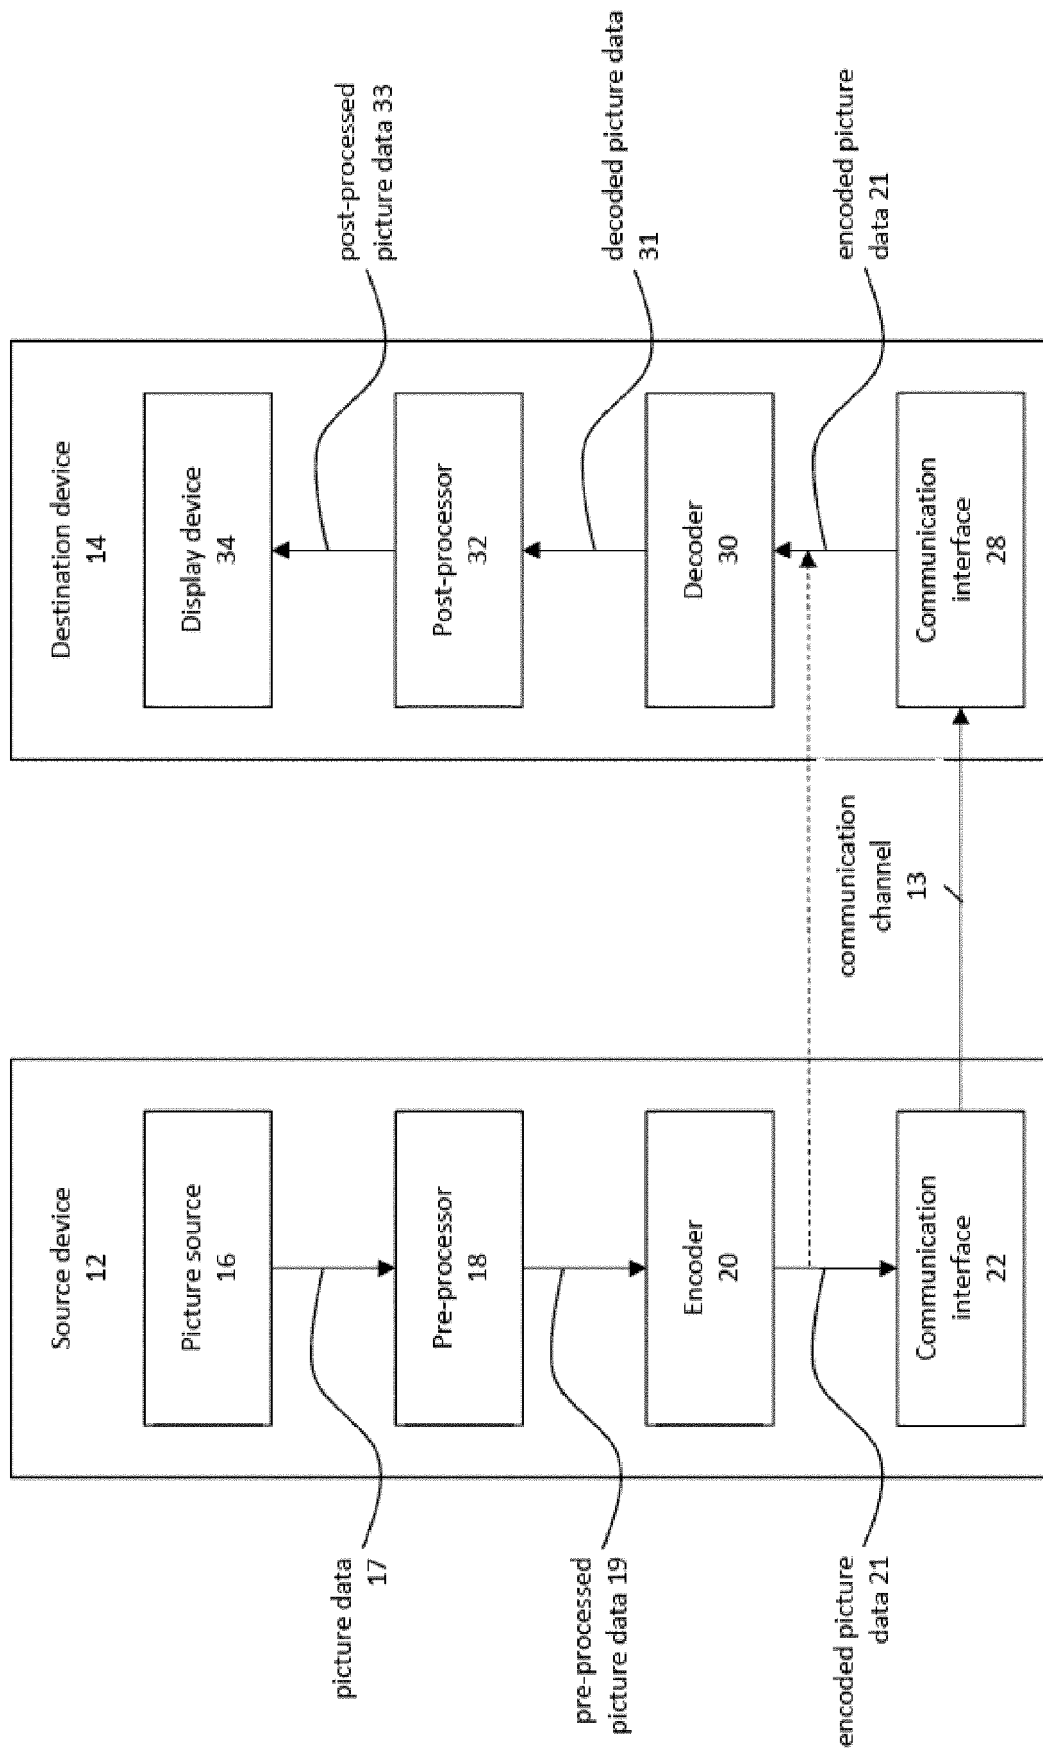 Source device
12
Picture source
16
picture data
17
Pre-processor
18
pre-processed
picture data 19
Encoder
20
encoded picture
data 21
Communication
interface
22
communication
channel
13
Destination device
14
Display device
34
post-processed
picture data 33
Post-processor
32
decoded picture data
31
Decoder
30
encoded picture
data 21
Communication
interface
28